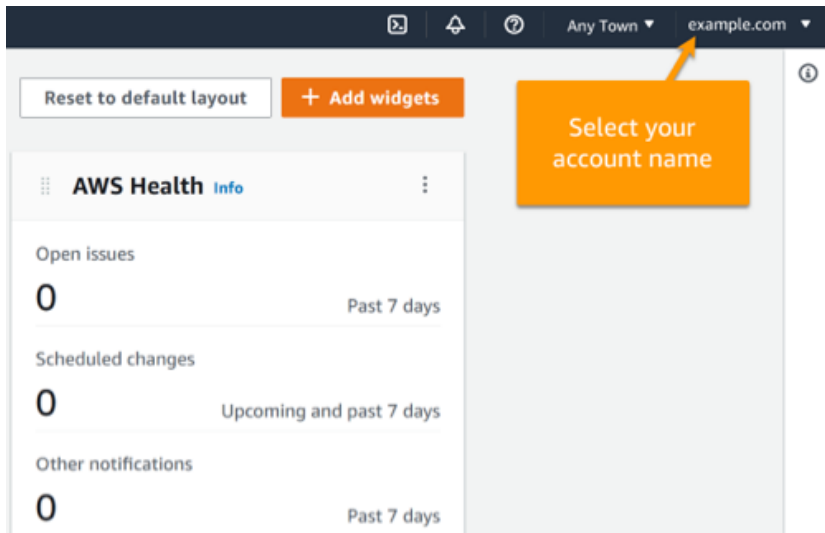 Any Town example.com
Reset to default layout + Add widgets
Select your
account name
AWS Health Info
Open issues
0 Past 7 days
Scheduled changes
0 Upcoming and past 7 days
Other notifications
0 Past 7 days